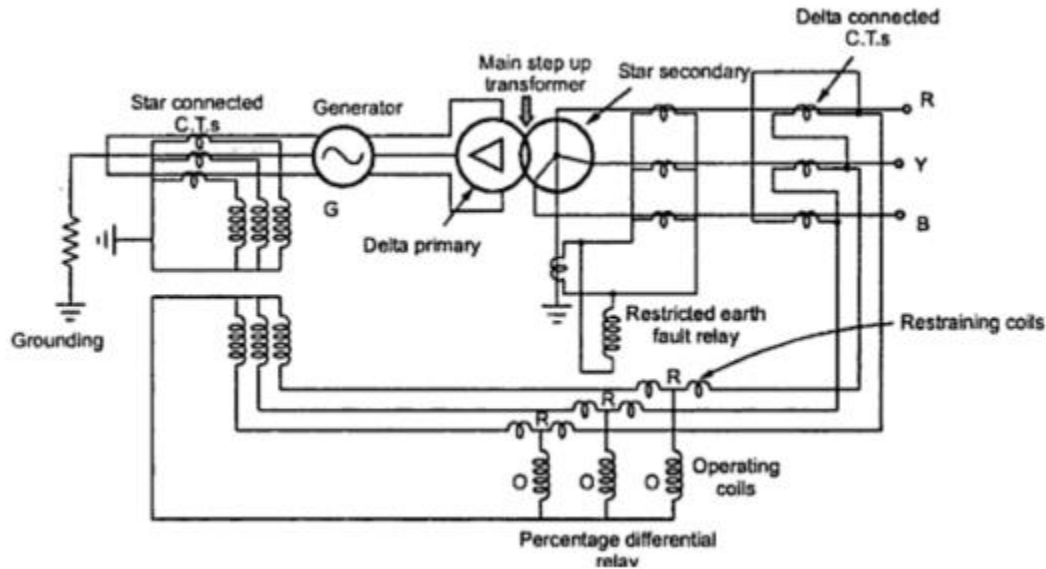 Delta connected
C.T.s
Main step up
transformer
Star secondary
Star connected
C.T.s
Generator
R
Y
B
G
Delta primary
Grounding
Restricted earth
fault relay
Restraining coils
R
R
R
O
O
O
Operating
coils
Percentage differential
relay